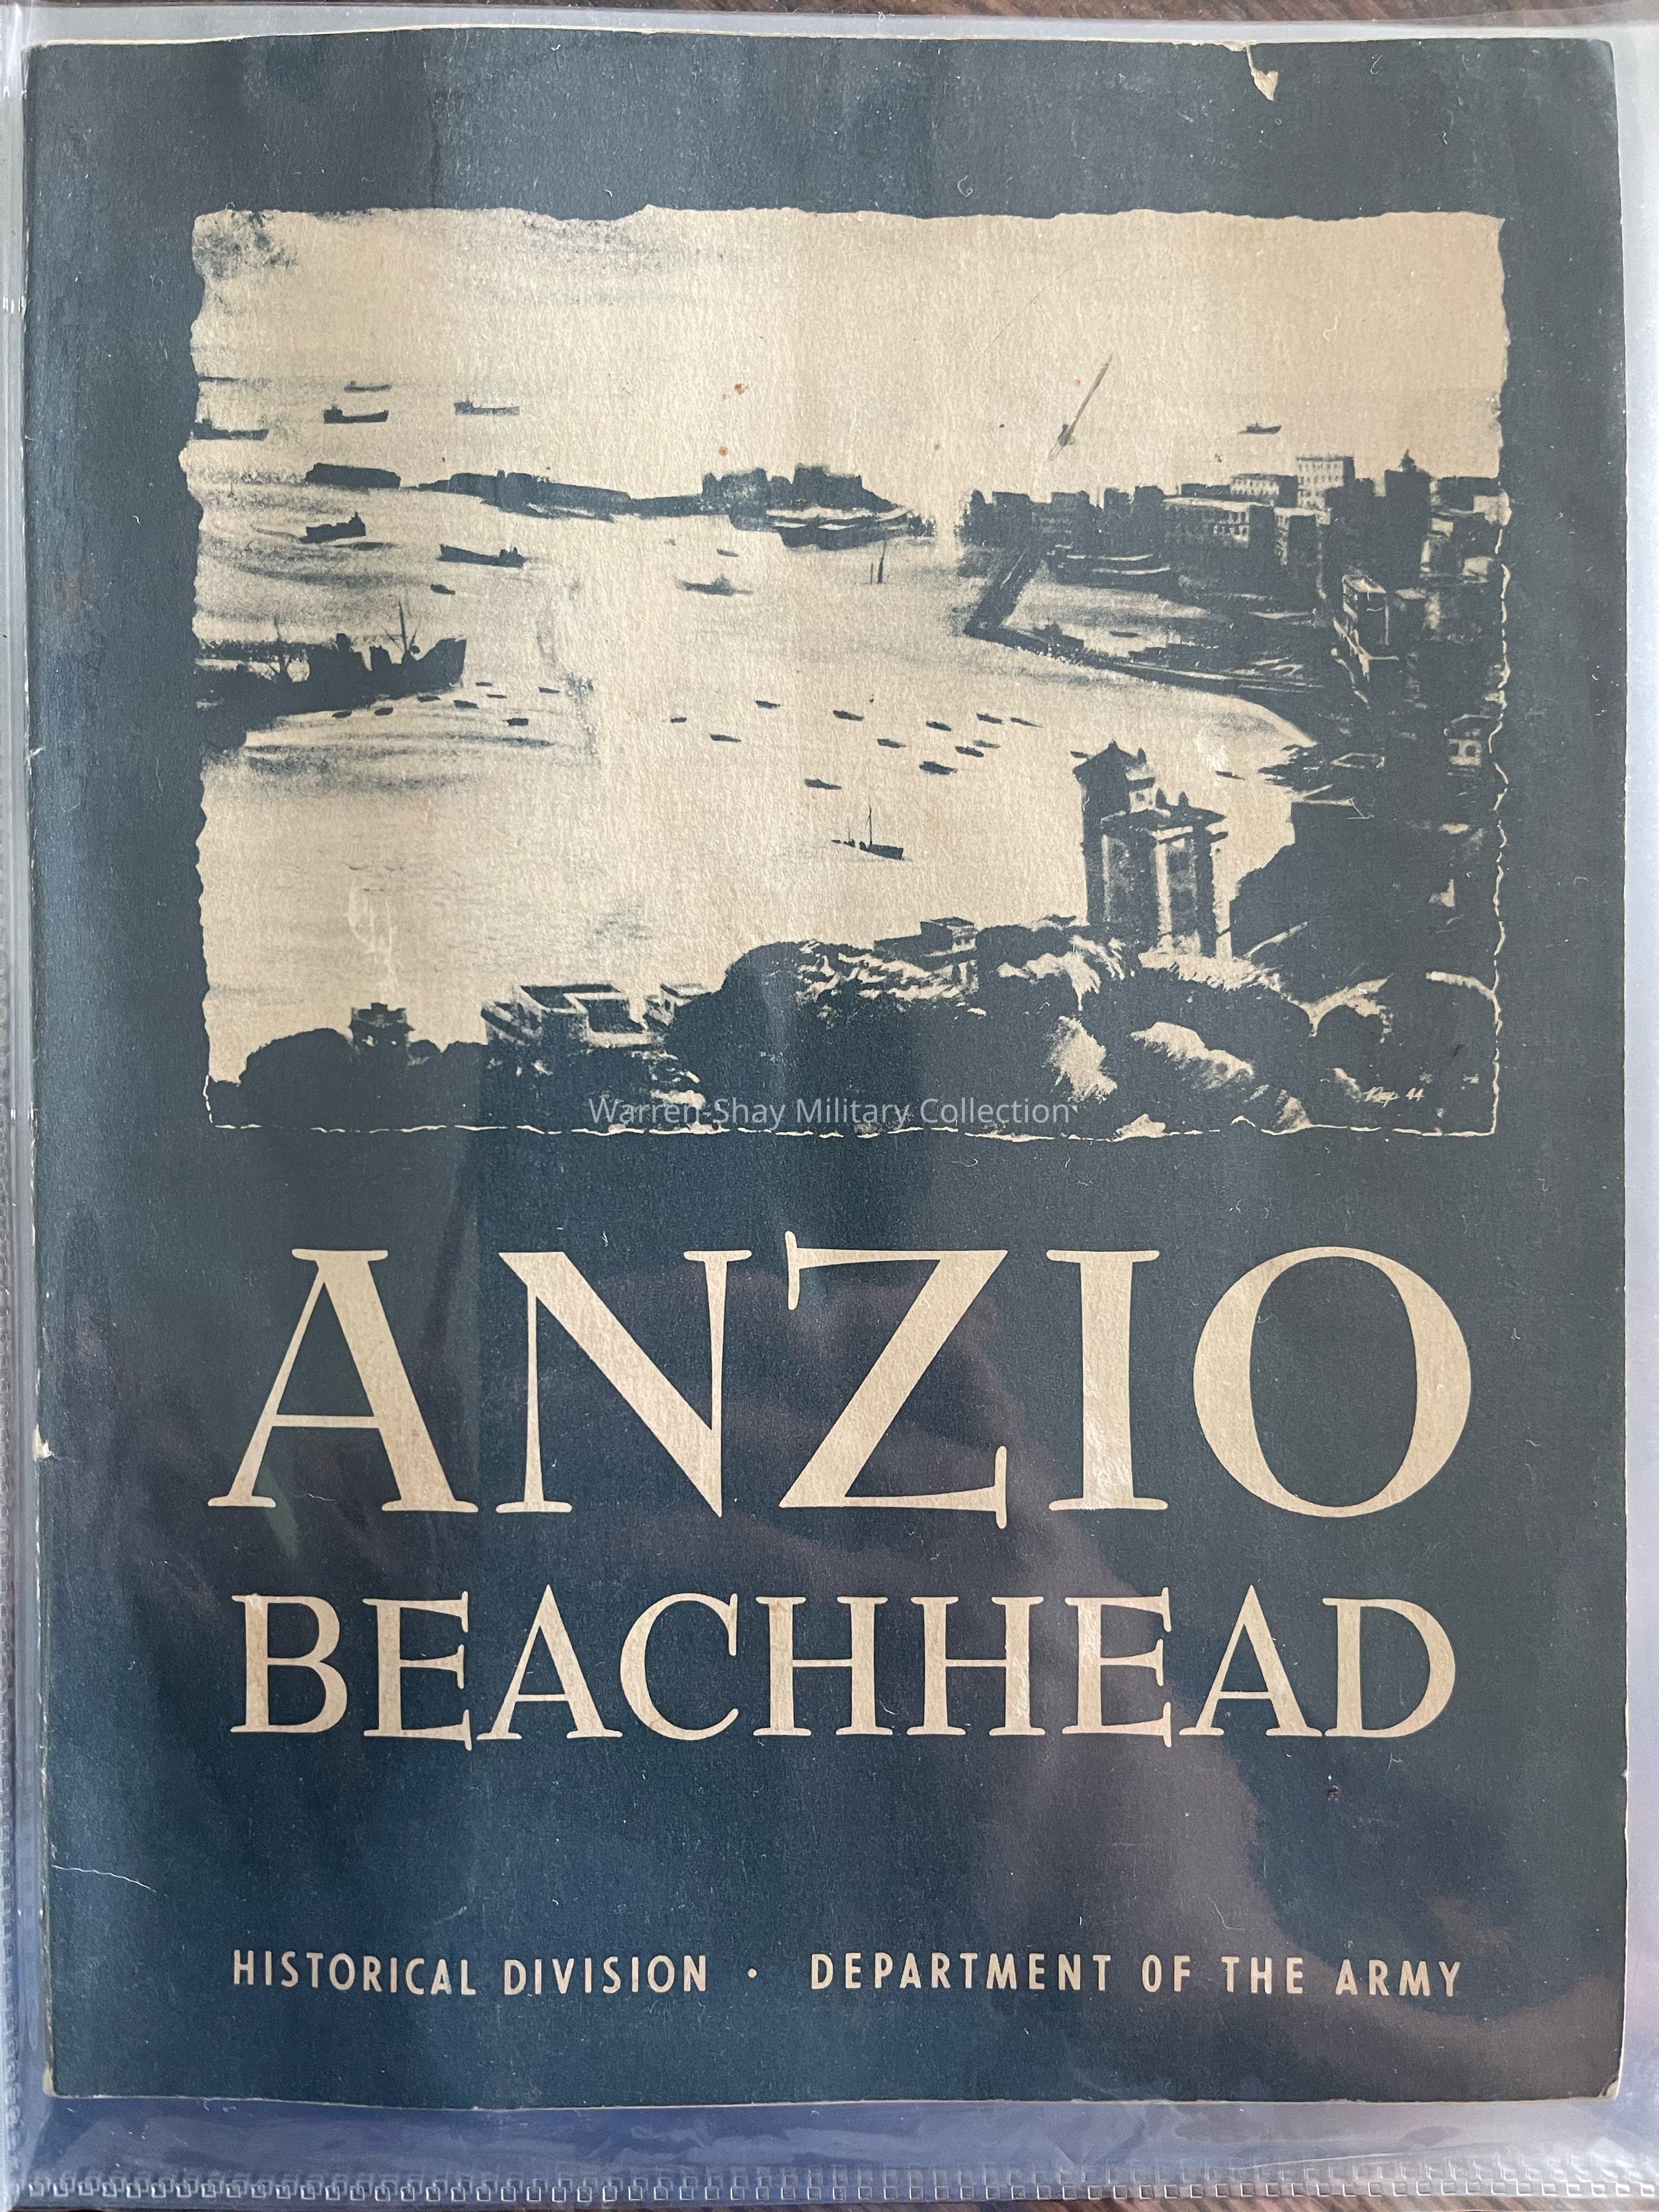 Warren-Shay Military Collection
ANZIO
BEACHHEAD
HISTORICAL DIVISION · DEPARTMENT OF THE ARMY